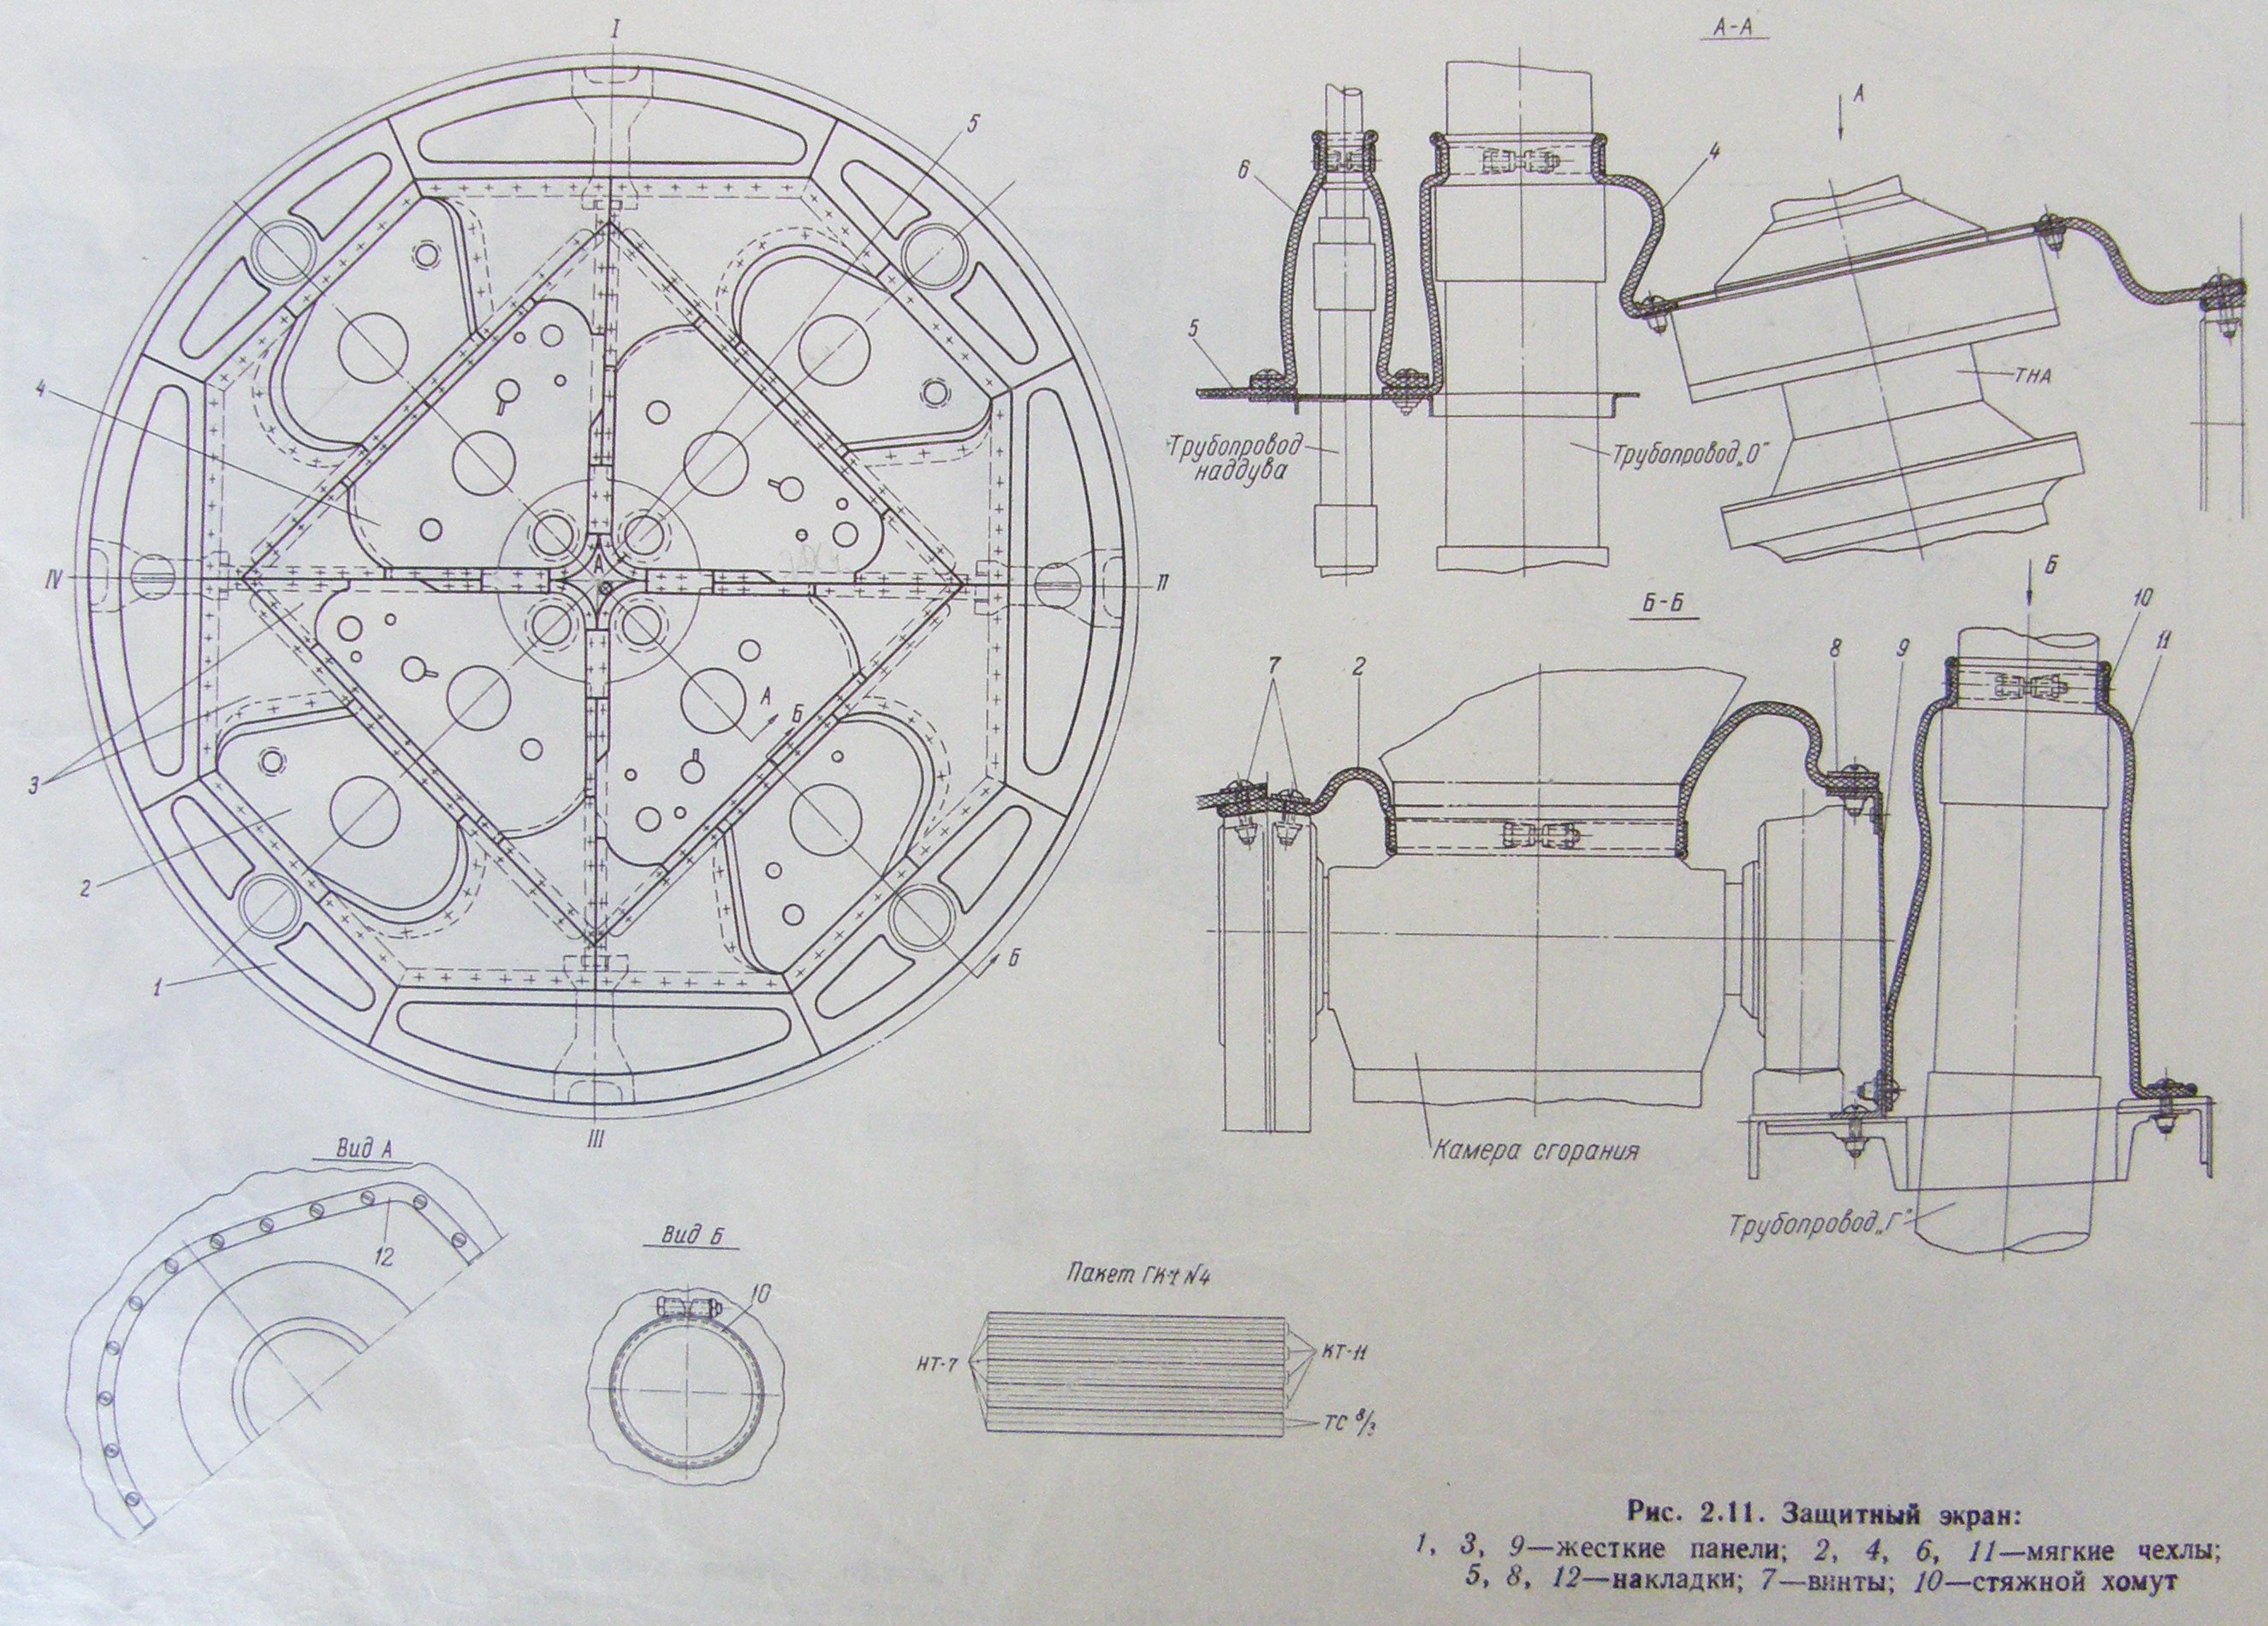 I
5
4
IV
II
А
А
Б
3
2
1
Б
III
А-А
А
6
4
5
ТНА
Трубопровод
наддува
Трубопровод „О"
Б-Б
Б
10
7
2
8
9
11
Камера сгорания
Трубопровод „Г"
Вид А
12
Вид Б
10
Пакет ГК-1 №4
НТ-7
КТ-11
ТС 8/3
Рис. 2.11. Защитный экран:
1, 3, 9—жесткие панели; 2, 4, 6, 11—мягкие чехлы;
5, 8, 12—накладки; 7—винты; 10—стяжной хомут